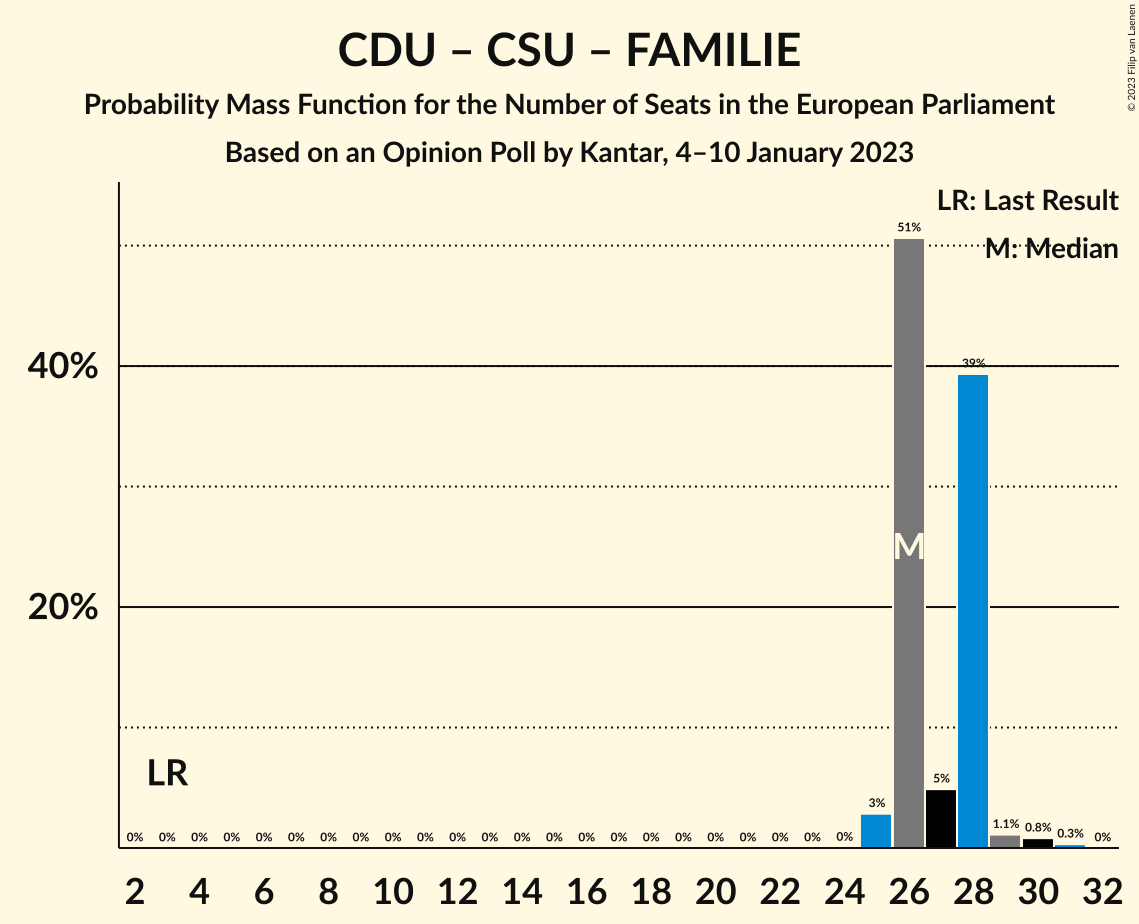 CDU – CSU – FAMILIE
Probability Mass Function for the Number of Seats in the European Parliament
Based on an Opinion Poll by Kantar, 4–10 January 2023
© 2023 Filip van Laenen
LR: Last Result
M: Median
51%
39%
40%
M
20%
LR
5%
3%
1.1%
0.8%
0.3%
0% 0% 0% 0% 0% 0% 0% 0% 0% 0% 0% 0% 0% 0% 0% 0% 0% 0% 0% 0% 0% 0% 0% 0%
2 4 6 8 10 12 14 16 18 20 22 24 26 28 30 32